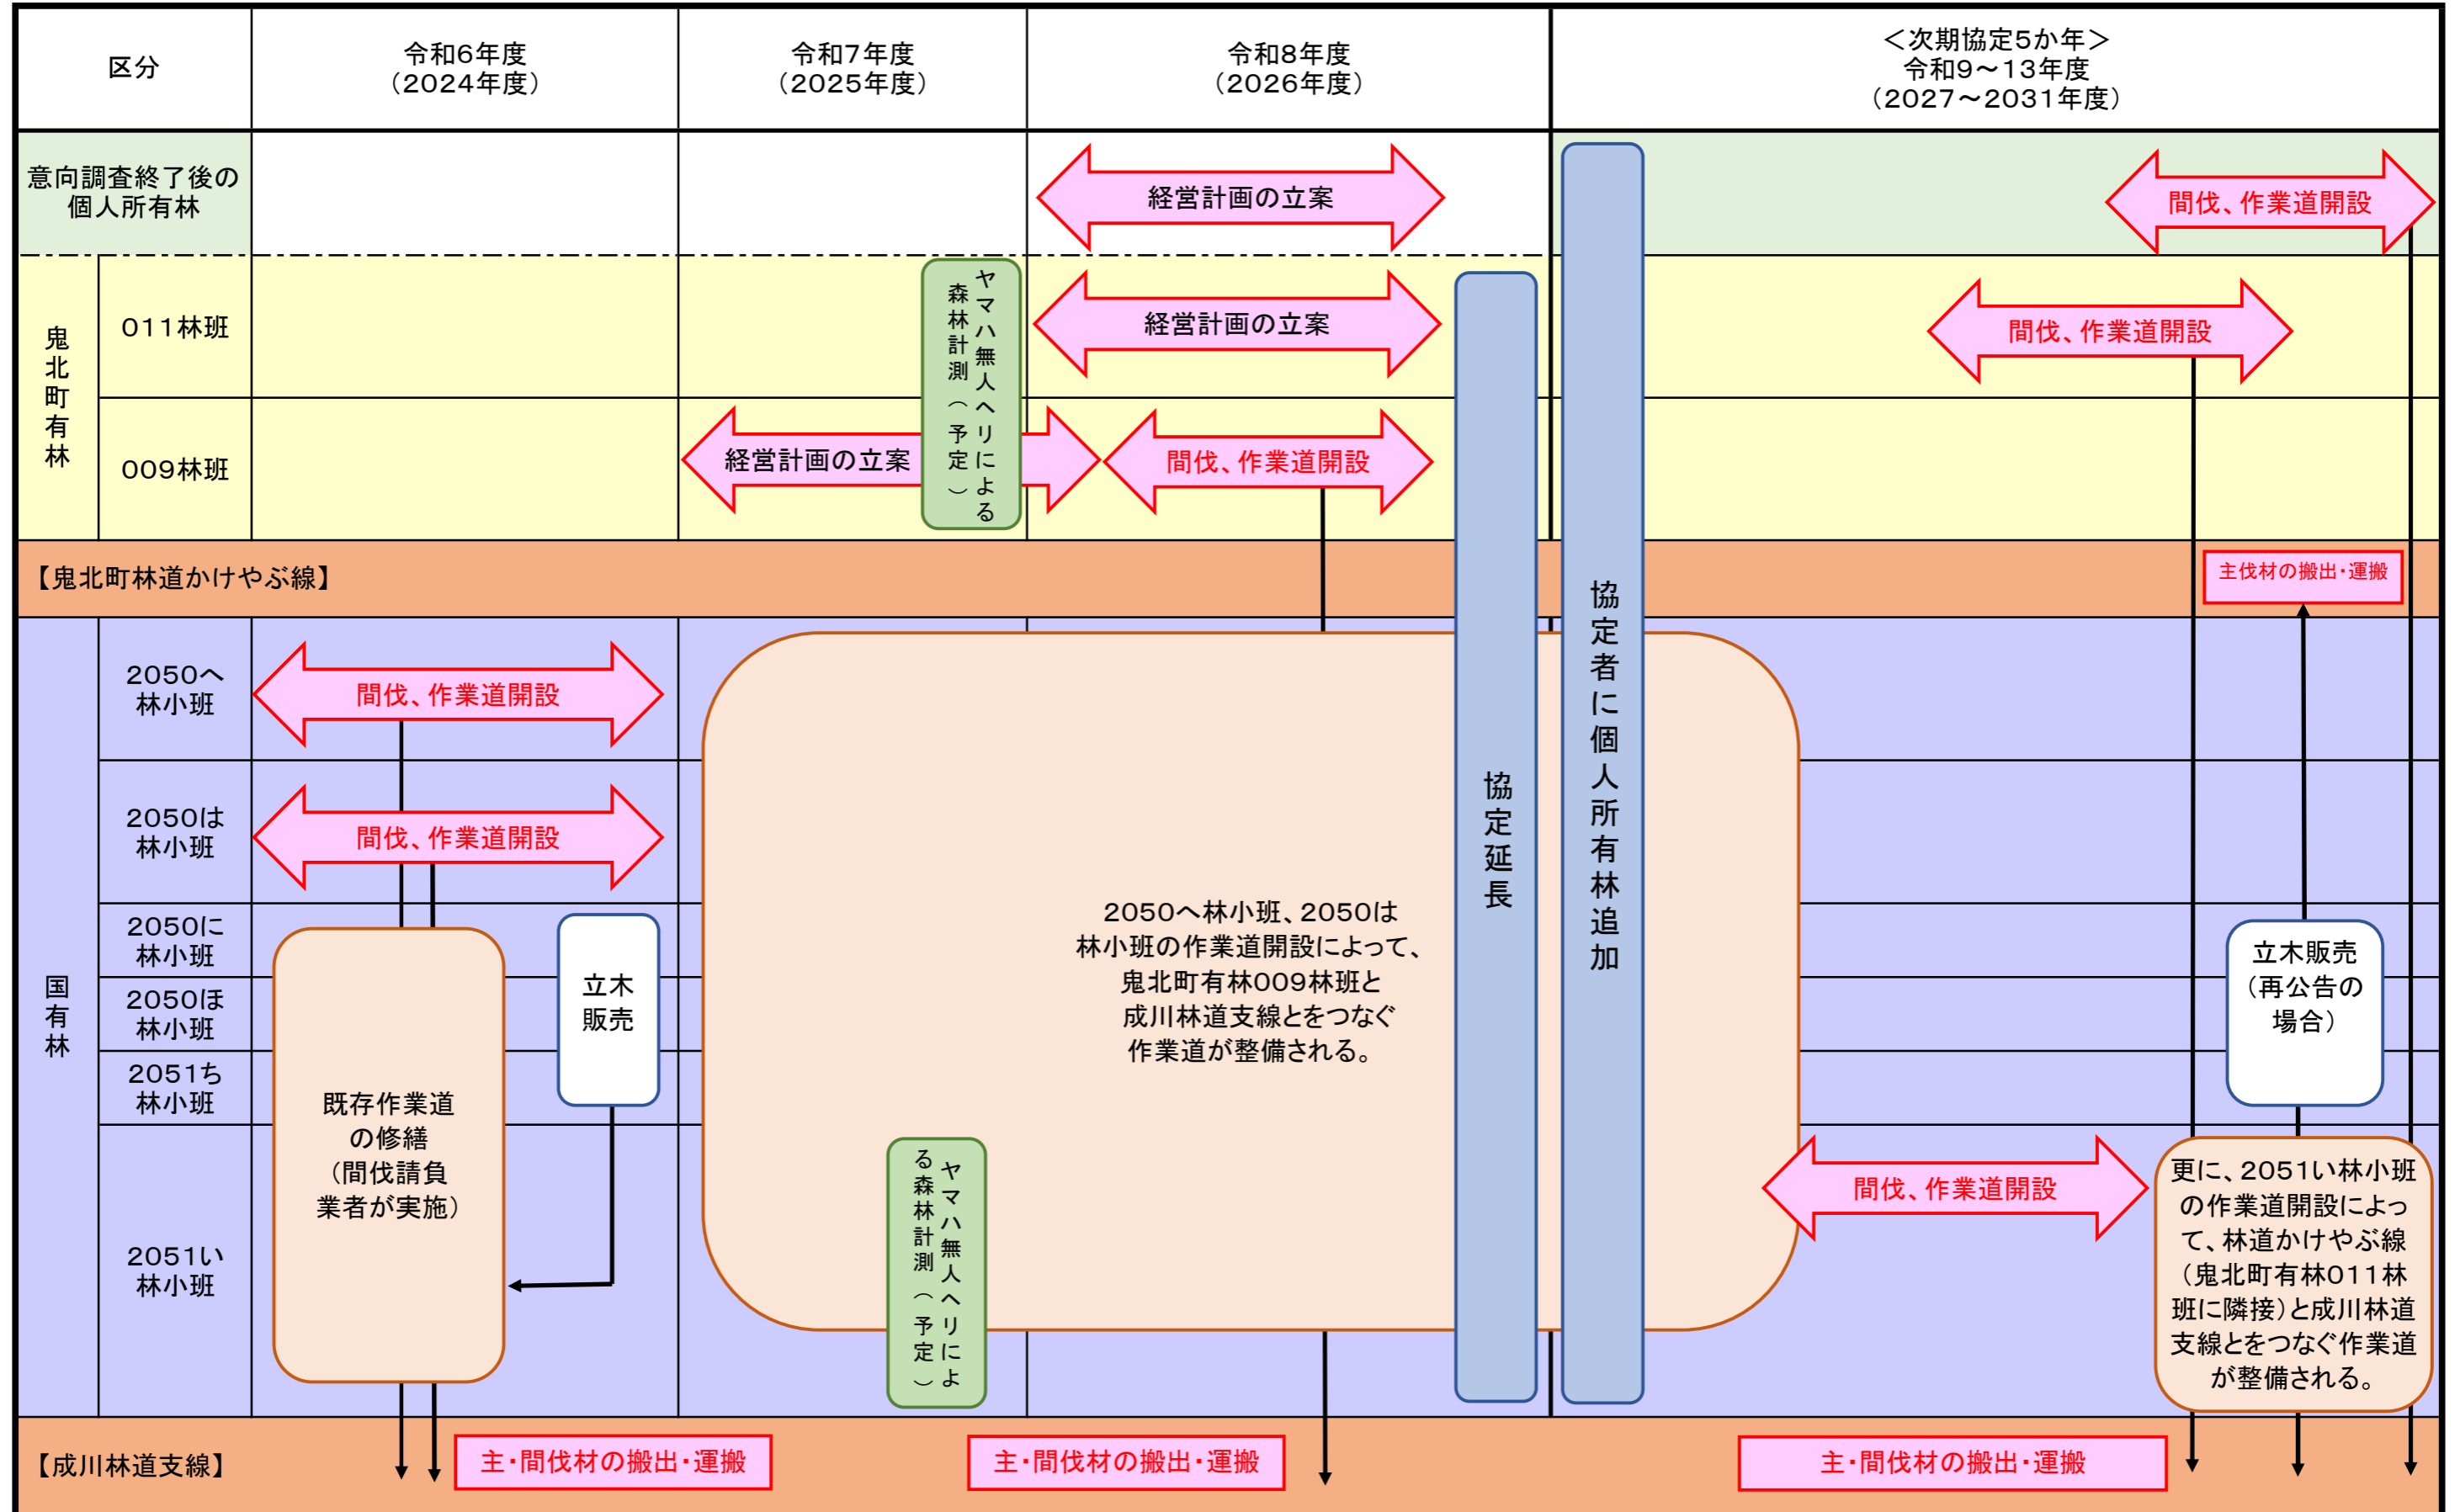 区分
令和6年度
（2024年度）
令和7年度
（2025年度）
令和8年度
（2026年度）
＜次期協定5か年＞
令和9～13年度
（2027～2031年度）
意向調査終了後の
個人所有林
経営計画の立案
間伐、作業道開設
鬼北町有林
011林班
経営計画の立案
間伐、作業道開設
009林班
経営計画の立案
ヤマハ無人ヘリによる
森林計測（予定）
間伐、作業道開設
【鬼北町林道かけやぶ線】
主伐材の搬出・運搬
国有林
2050へ
林小班
間伐、作業道開設
2050は
林小班
間伐、作業道開設
2050に
林小班
2050ほ
林小班
2051ち
林小班
2051い
林小班
既存作業道
の修繕
（間伐請負
業者が実施）
立木
販売
2050へ林小班、2050は
林小班の作業道開設によって、
鬼北町有林009林班と
成川林道支線とをつなぐ
作業道が整備される。
ヤマハ無人ヘリによ
る森林計測（予定）
協定延長
協定者に個人所有林追加
間伐、作業道開設
立木販売
（再公告の
場合）
更に、2051い林小班
の作業道開設によっ
て、林道かけやぶ線
（鬼北町有林011林
班に隣接）と成川林道
支線とをつなぐ作業道
が整備される。
【成川林道支線】
主・間伐材の搬出・運搬
主・間伐材の搬出・運搬
主・間伐材の搬出・運搬